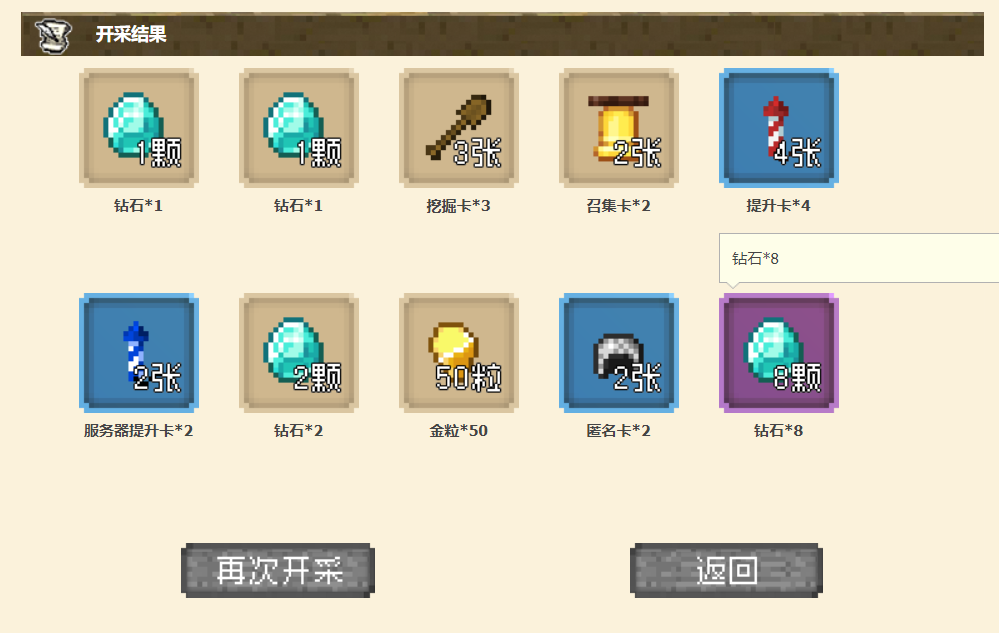 开采结果
1颗
1颗
3张
2张
4张
钻石*1
钻石*1
挖掘卡*3
召集卡*2
提升卡*4
钻石*8
2张
2颗
50粒
2张
8颗
服务器提升卡*2
钻石*2
金粒*50
匿名卡*2
钻石*8
再次开采
返回